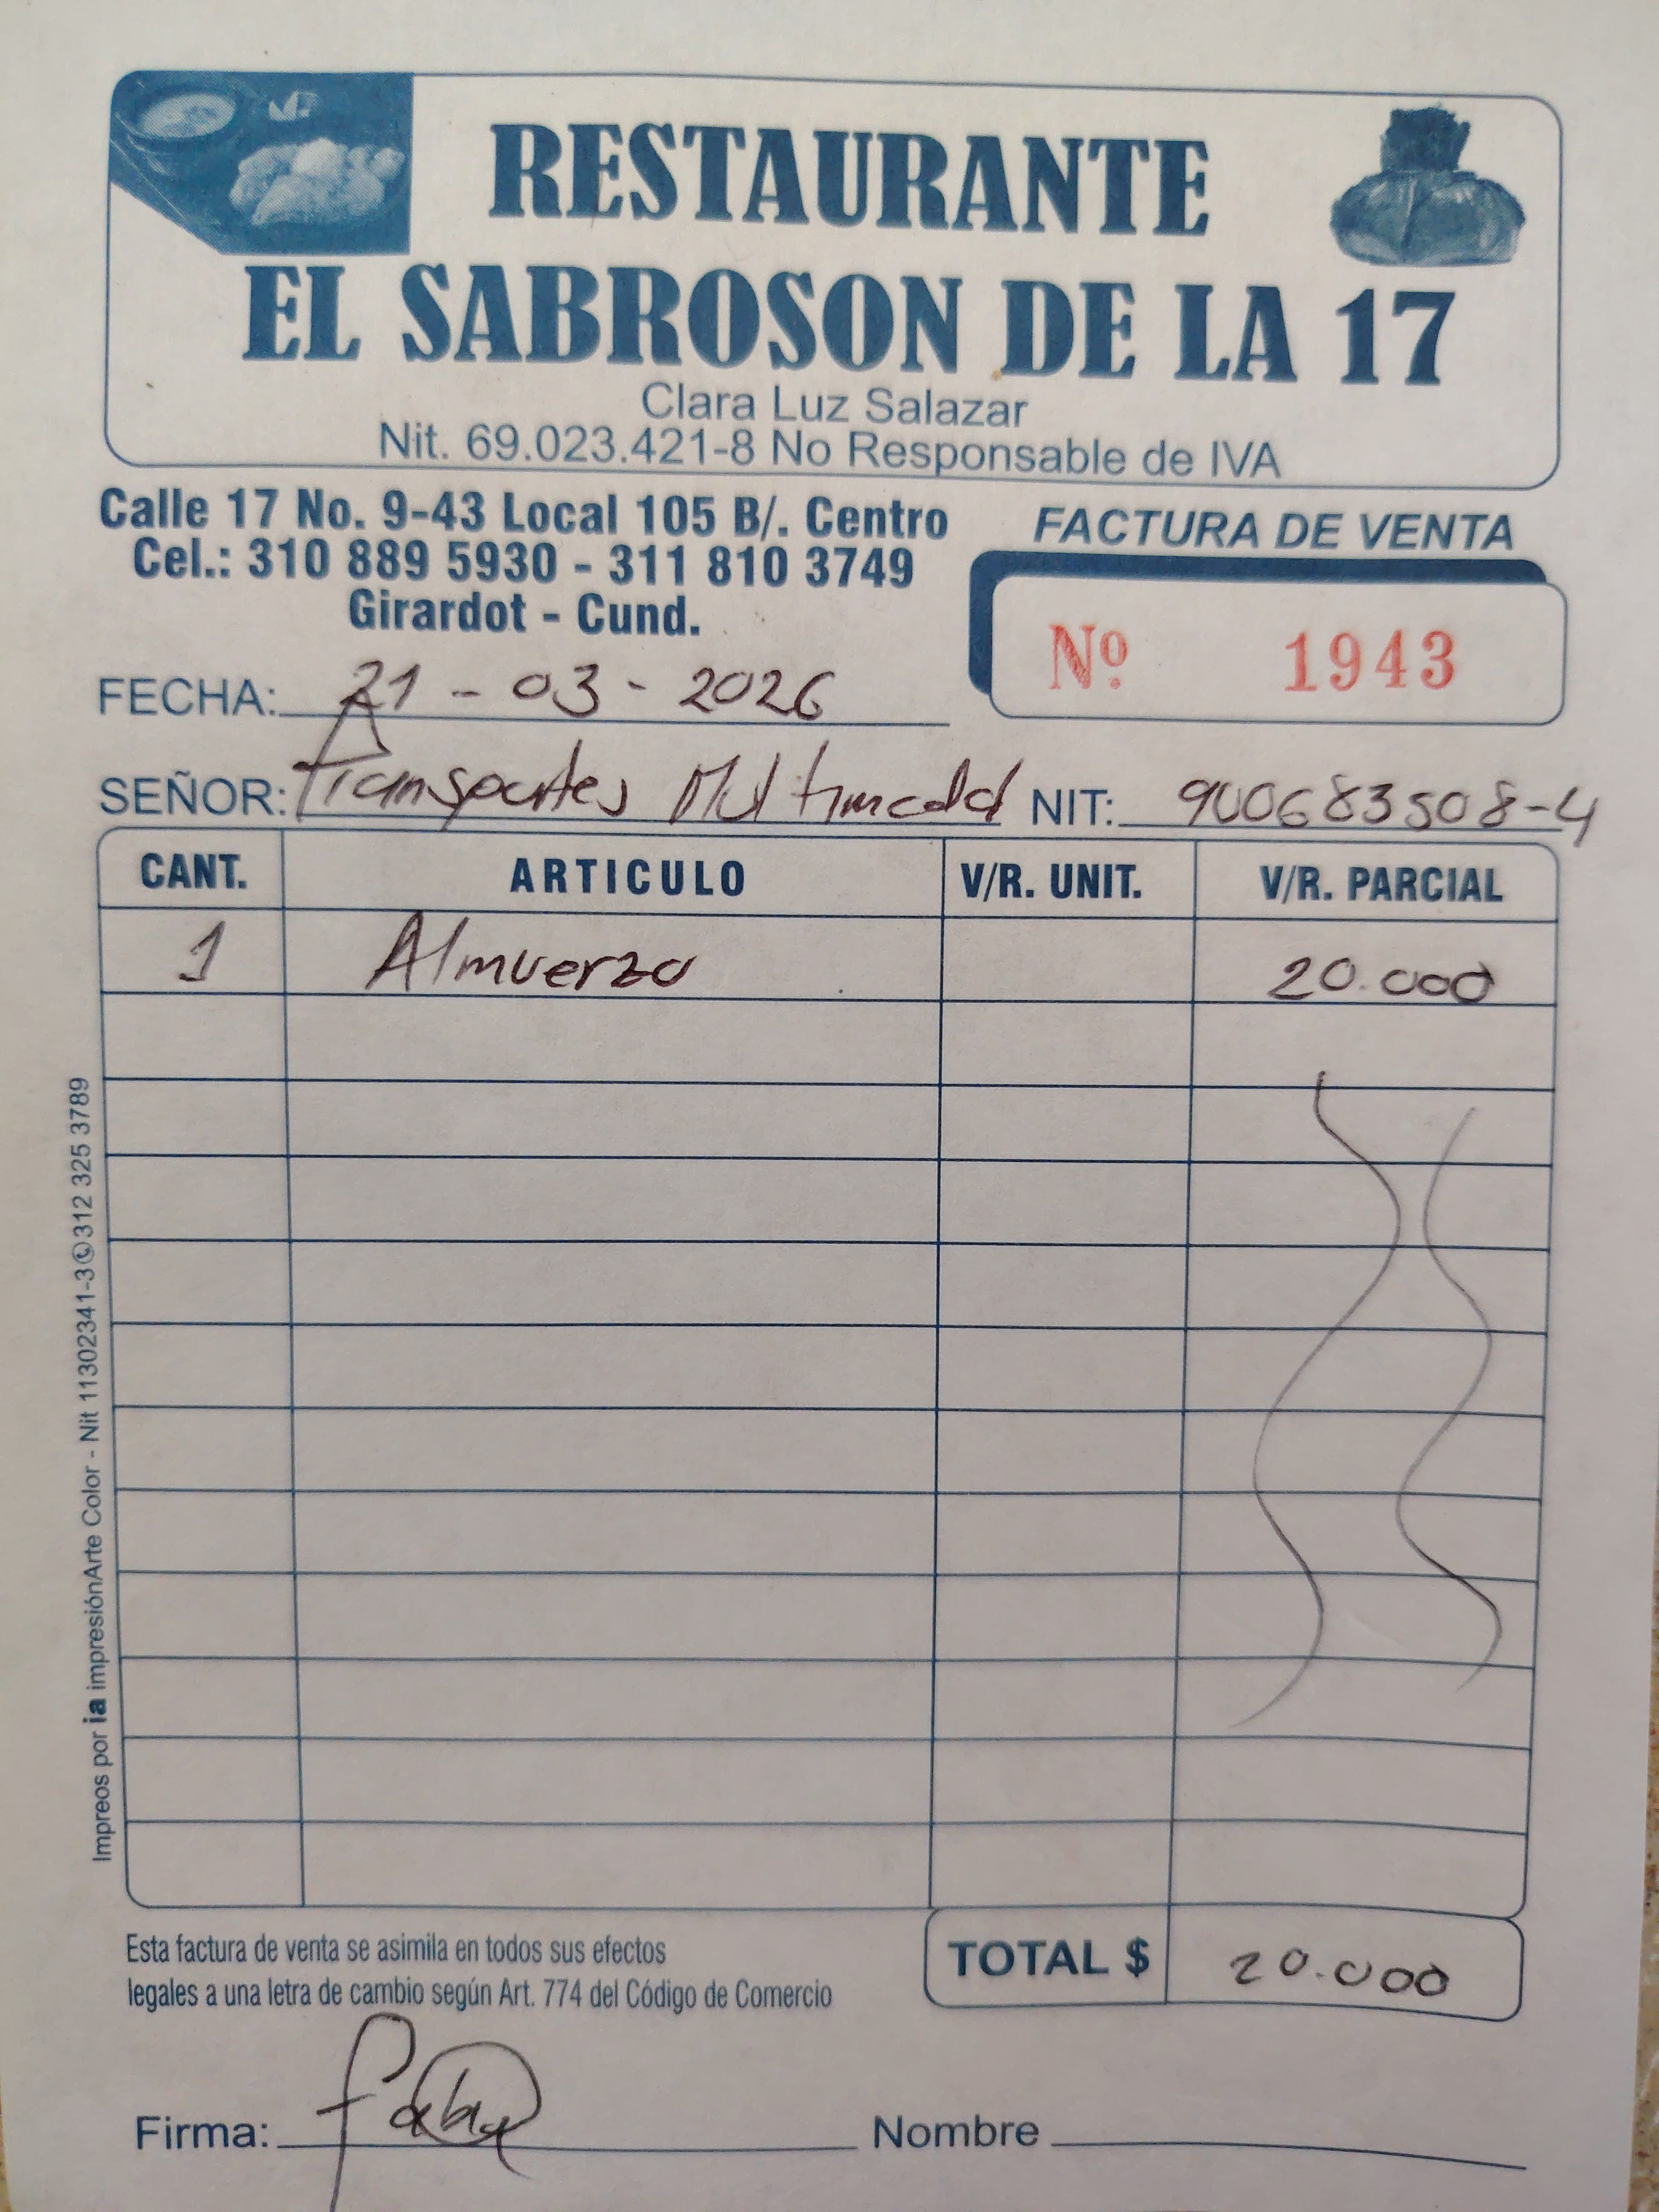 RESTAURANTE
EL SABROSON DE LA 17
Clara Luz Salazar
Nit. 69.023.421-8 No Responsable de IVA
Calle 17 No. 9-43 Local 105 B/. Centro
Cel.: 310 889 5930 - 311 810 3749
Girardot - Cund.
FACTURA DE VENTA
Nº 1943
FECHA: 21 - 03 - 2026
SEÑOR: Transportes NIT: 900683508-4
CANT. ARTICULO V/R. UNIT. V/R. PARCIAL
1 Almuerzo 20.000
Impreos por ia impresiónArte Color - Nit 11302341-3 312 325 3789
Esta factura de venta se asimila en todos sus efectos
legales a una letra de cambio según Art. 774 del Código de Comercio
TOTAL $ 20.000
Firma: Nombre